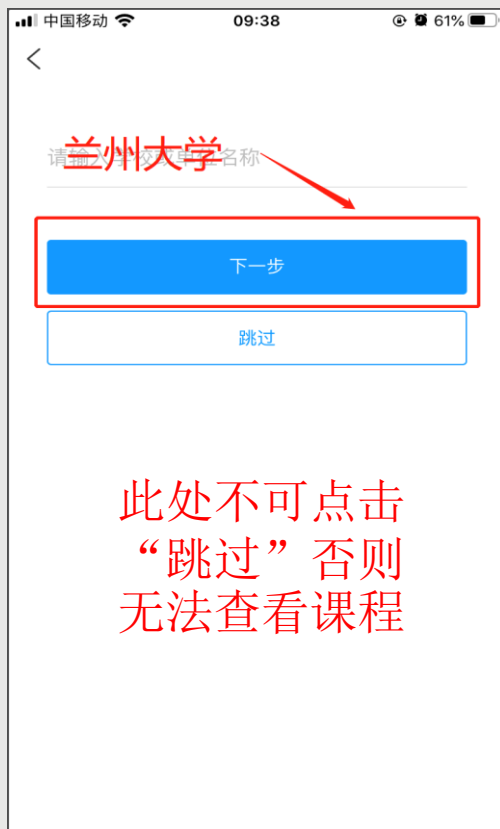 中国移动 09:38 61%
请输入学校或单位名称
兰州大学
下一步
跳过
此处不可点击
“跳过”否则
无法查看课程